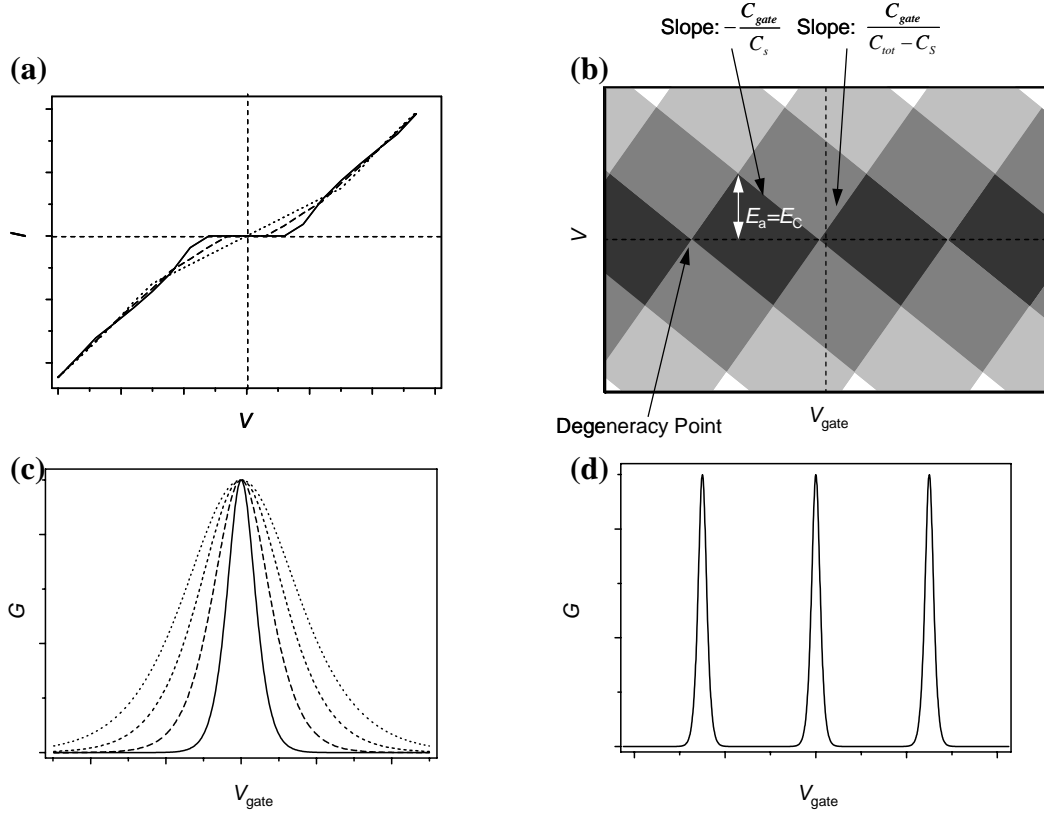 Slope: -C_gate/C_s Slope: C_gate/(C_tot - C_S)
(a)
(b)
I
V
V
E_a=E_C
V_gate
Degeneracy Point
(c)
(d)
G
V_gate
G
V_gate